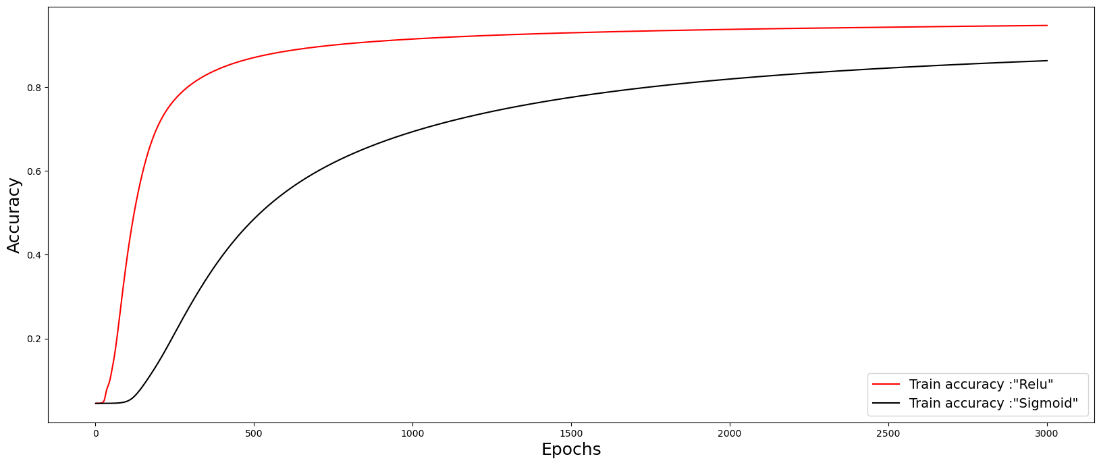 Accuracy
0.8
0.6
0.4
0.2
0
500
1000
1500
2000
2500
3000
Epochs
Train accuracy :"Relu"
Train accuracy :"Sigmoid"